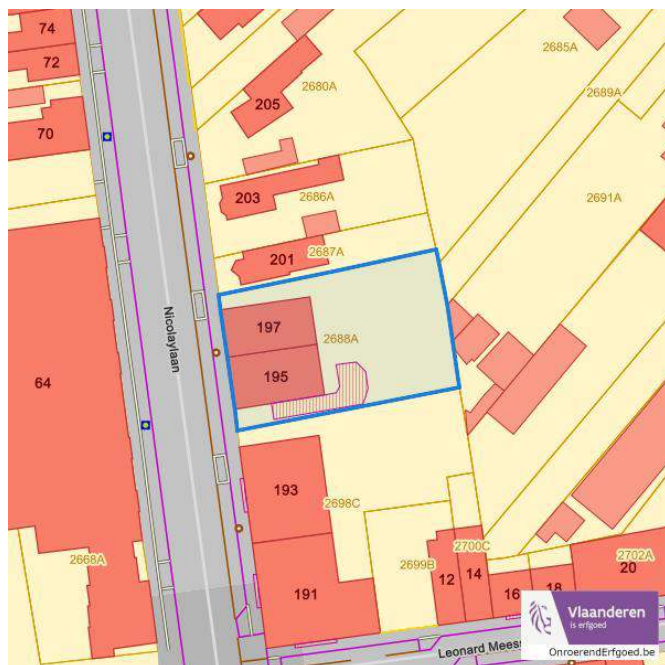 74
72
2685A
2680A
205
2689A
70
203
2686A
2691A
201
2687A
Nicolaylaan
197
2688A
195
64
193
2698C
2668A
2699B
2700C
2702A
12
14
16
18
20
191
Leonard Meess
Vlaanderen
is erfgoed
OnroerendErfgoed.be